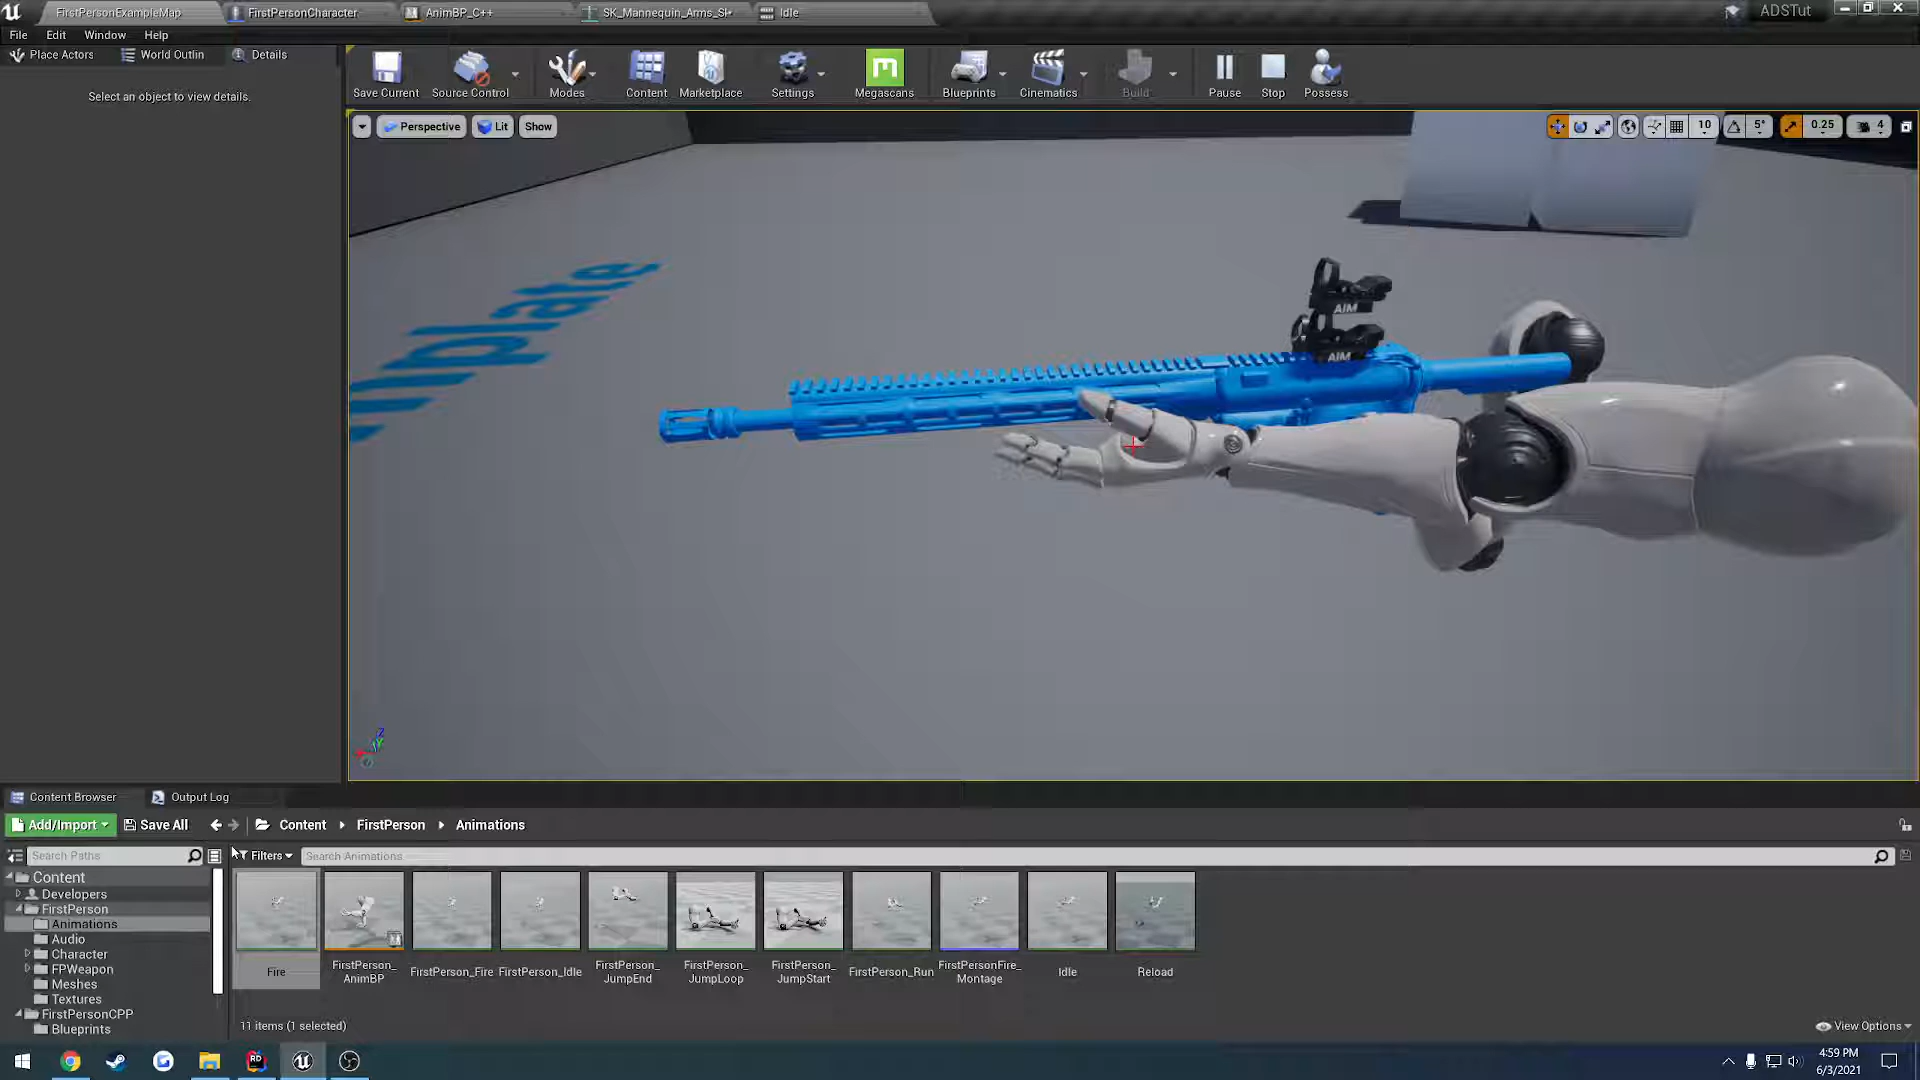 FirstPersonExampleMap
FirstPersonCharacter
AnimBP_C++
SK_Mannequin_Arms_Sk•
Idle
ADSTut
File
Edit
Window
Help
Place Actors
World Outlin
Details
Select an object to view details.
Save Current
Source Control
Modes
Content
Marketplace
Settings
Megascans
Blueprints
Cinematics
Build
Pause
Stop
Possess
Perspective
Lit
Show
10
5°
0.25
4
mplate
AIM
AIM
Content Browser
Output Log
Add/Import
Save All
Content
FirstPerson
Animations
Search Paths
Filters
Search Animations
Content
Developers
FirstPerson
Animations
Audio
Character
FPWeapon
Meshes
Textures
FirstPersonCPP
Blueprints
Fire
FirstPerson_
AnimBP
FirstPerson_Fire
FirstPerson_Idle
FirstPerson_
JumpEnd
FirstPerson_
JumpLoop
FirstPerson_
JumpStart
FirstPerson_Run
FirstPersonFire_
Montage
Idle
Reload
11 items (1 selected)
View Options
RD
4:59 PM
6/3/2021